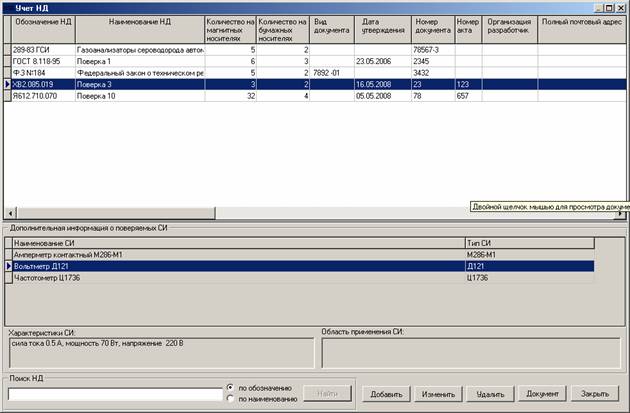 Учет НД
Обозначение НД Наименование НД Количество на магнитных носителях Количество на бумажных носителях Вид документа Дата утверждения Номер документа Номер акта Организация разработчик Полный почтовый адрес
289-83 ГСИ Газоанализаторы сероводорода автом 5 2 78567-3
ГОСТ 8.118-95 Поверка 1 6 3 23.05.2006 2345
Ф.З №184 Федеральный закон о техническом ре 5 2 7892 -01 3432
ХВ2.085.019 Поверка 3 3 2 16.05.2008 23 123
Я612.710.070 Поверка 10 32 4 05.05.2008 78 657
Двойной щелчок мышью для просмотра докуме
Дополнительная информация о поверяемых СИ
Наименование СИ Тип СИ
Амперметр контактный М286-М1 М286-М1
Вольтметр Д121 Д121
Частотометр Ц1736 Ц1736
Характеристики СИ: Область применения СИ:
сила тока 0.5 А, мощность 70 Вт, напряжение 220 В
Поиск НД
по обозначению
по наименованию
Найти Добавить Изменить Удалить Документ Закрыть